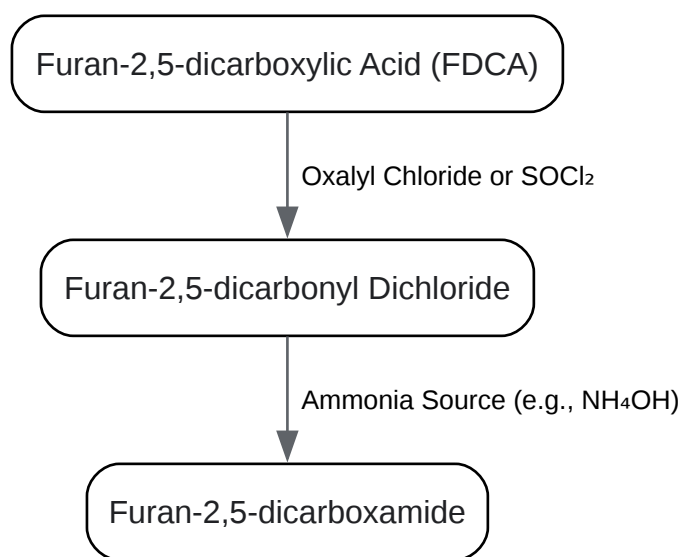 Furan-2,5-dicarboxylic Acid (FDCA)
Oxalyl Chloride or SOCl₂
Furan-2,5-dicarbonyl Dichloride
Ammonia Source (e.g., NH₄OH)
Furan-2,5-dicarboxamide